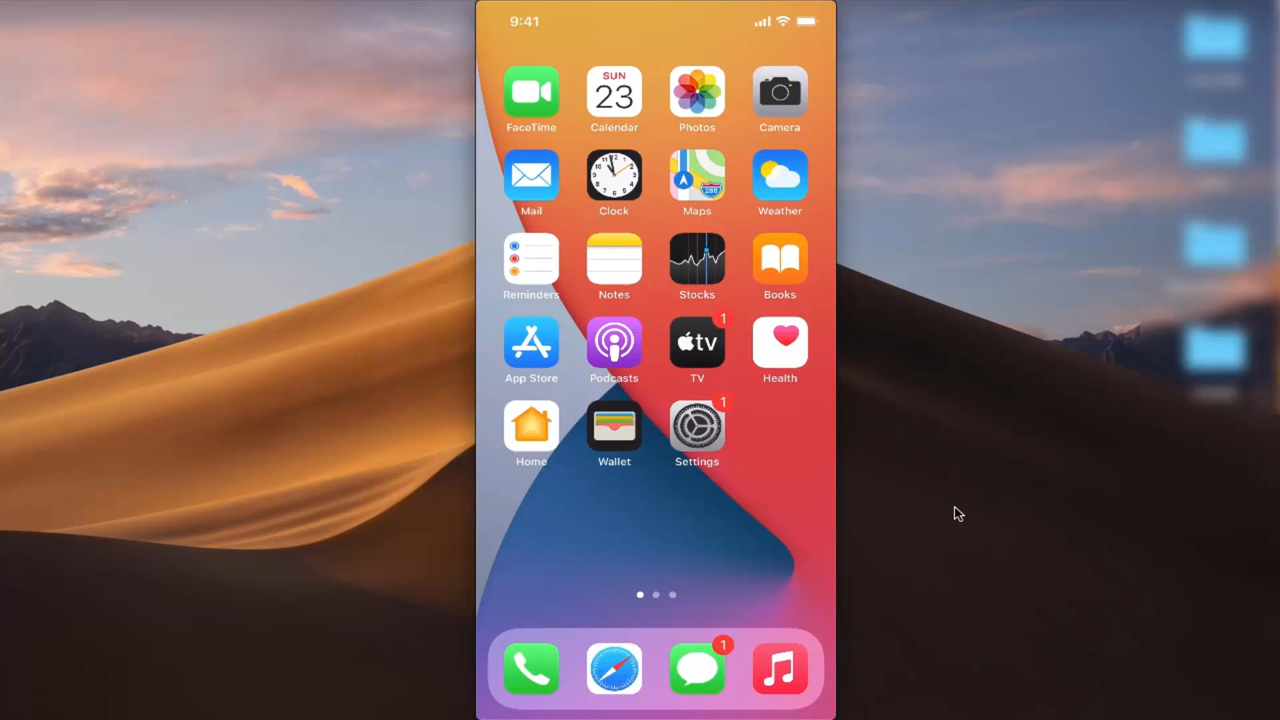 9:41
SUN
23
FaceTime
Calendar
Photos
Camera
280
Mail
Clock
Maps
Weather
Reminders
Notes
Stocks
Books
1
tv
App Store
Podcasts
TV
Health
1
Home
Wallet
Settings
1